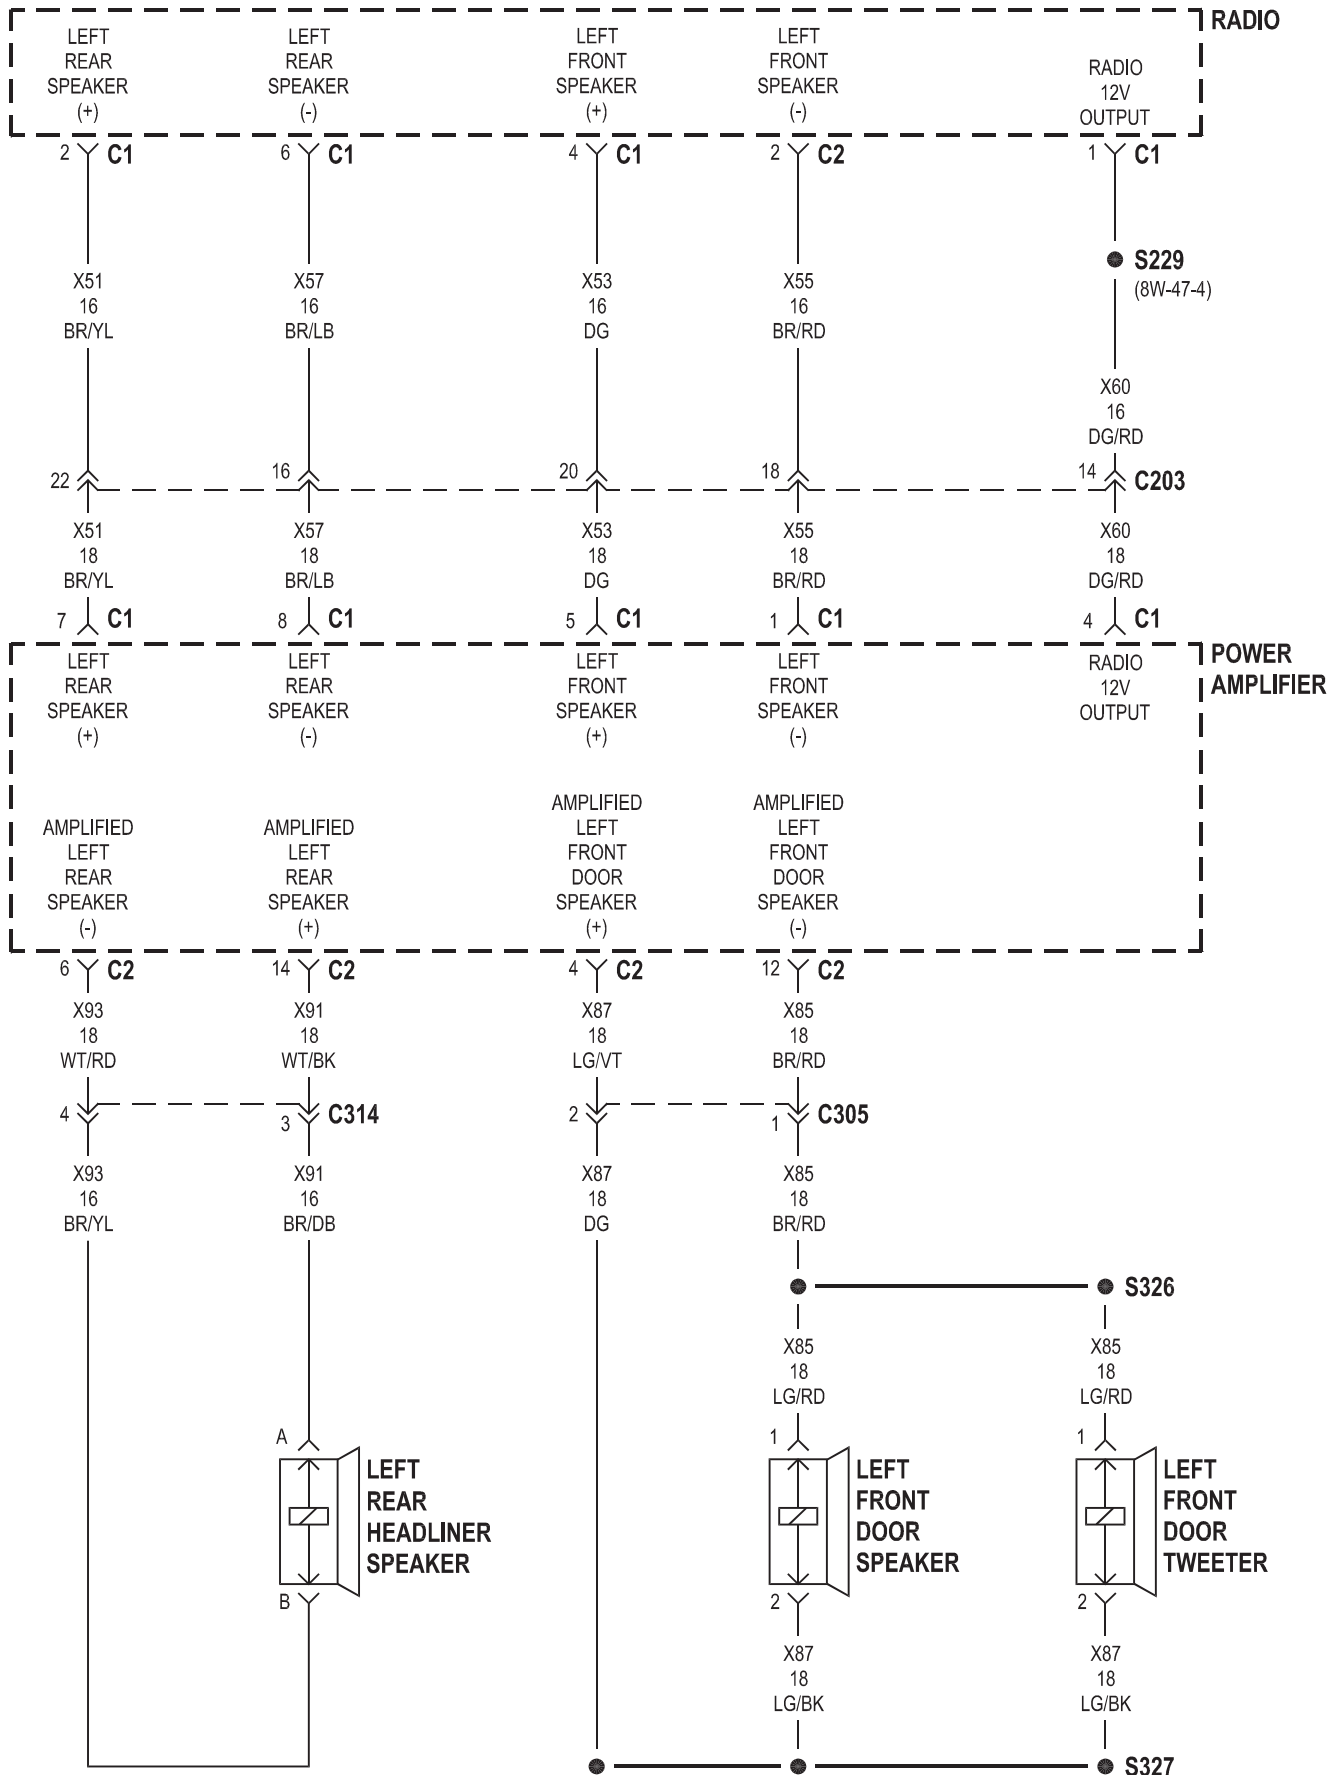 RADIO
LEFT
REAR
SPEAKER
(+)
LEFT
REAR
SPEAKER
(-)
LEFT
FRONT
SPEAKER
(+)
LEFT
FRONT
SPEAKER
(-)
RADIO
12V
OUTPUT
2 C1
6 C1
4 C1
2 C2
1 C1
S229
(8W-47-4)
X51
16
BR/YL
X57
16
BR/LB
X53
16
DG
X55
16
BR/RD
X60
16
DG/RD
22
16
20
18
14 C203
X51
18
BR/YL
X57
18
BR/LB
X53
18
DG
X55
18
BR/RD
X60
18
DG/RD
7 C1
8 C1
5 C1
1 C1
4 C1
POWER
AMPLIFIER
LEFT
REAR
SPEAKER
(+)
LEFT
REAR
SPEAKER
(-)
LEFT
FRONT
SPEAKER
(+)
LEFT
FRONT
SPEAKER
(-)
RADIO
12V
OUTPUT
AMPLIFIED
LEFT
REAR
SPEAKER
(-)
AMPLIFIED
LEFT
REAR
SPEAKER
(+)
AMPLIFIED
LEFT
FRONT
DOOR
SPEAKER
(+)
AMPLIFIED
LEFT
FRONT
DOOR
SPEAKER
(-)
6 C2
14 C2
4 C2
12 C2
X93
18
WT/RD
X91
18
WT/BK
X87
18
LG/VT
X85
18
BR/RD
4
3 C314
2
1 C305
X93
16
BR/YL
X91
16
BR/DB
X87
18
DG
X85
18
BR/RD
S326
X85
18
LG/RD
X85
18
LG/RD
A
1
1
LEFT
REAR
HEADLINER
SPEAKER
LEFT
FRONT
DOOR
SPEAKER
LEFT
FRONT
DOOR
TWEETER
B
2
2
X87
18
LG/BK
X87
18
LG/BK
S327